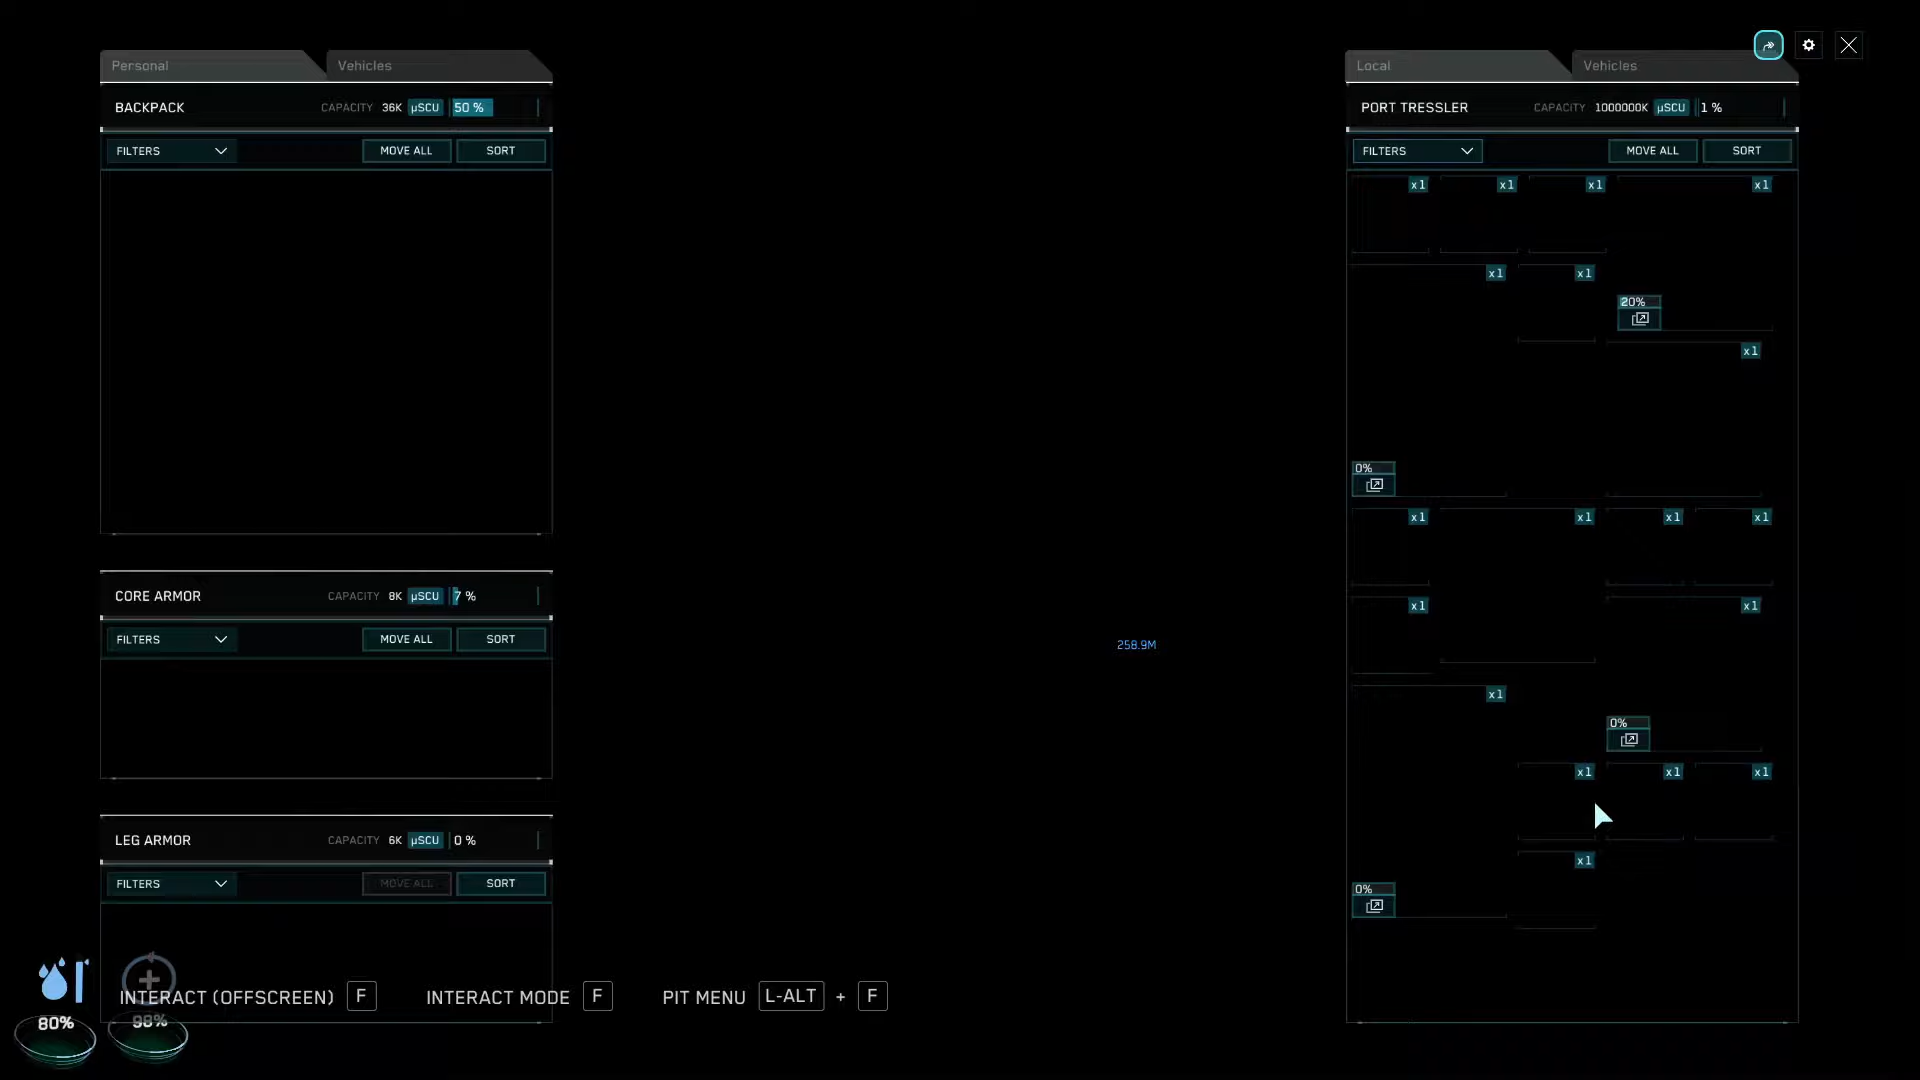 Personal
Vehicles
BACKPACK
CAPACITY 36K µSCU 50 %
FILTERS
MOVE ALL
SORT
CORE ARMOR
CAPACITY 8K µSCU 7 %
FILTERS
MOVE ALL
SORT
LEG ARMOR
CAPACITY 6K µSCU 0 %
FILTERS
MOVE ALL
SORT
INTERACT (OFFSCREEN) F
INTERACT MODE F
PIT MENU L-ALT + F
80%
98%
258.9M
Local
Vehicles
PORT TRESSLER
CAPACITY 1000000K µSCU 1 %
FILTERS
MOVE ALL
SORT
x1 x1 x1 x1
x1 x1
20%
x1
0%
x1 x1 x1 x1
x1 x1
x1
0%
x1 x1 x1
x1
0%